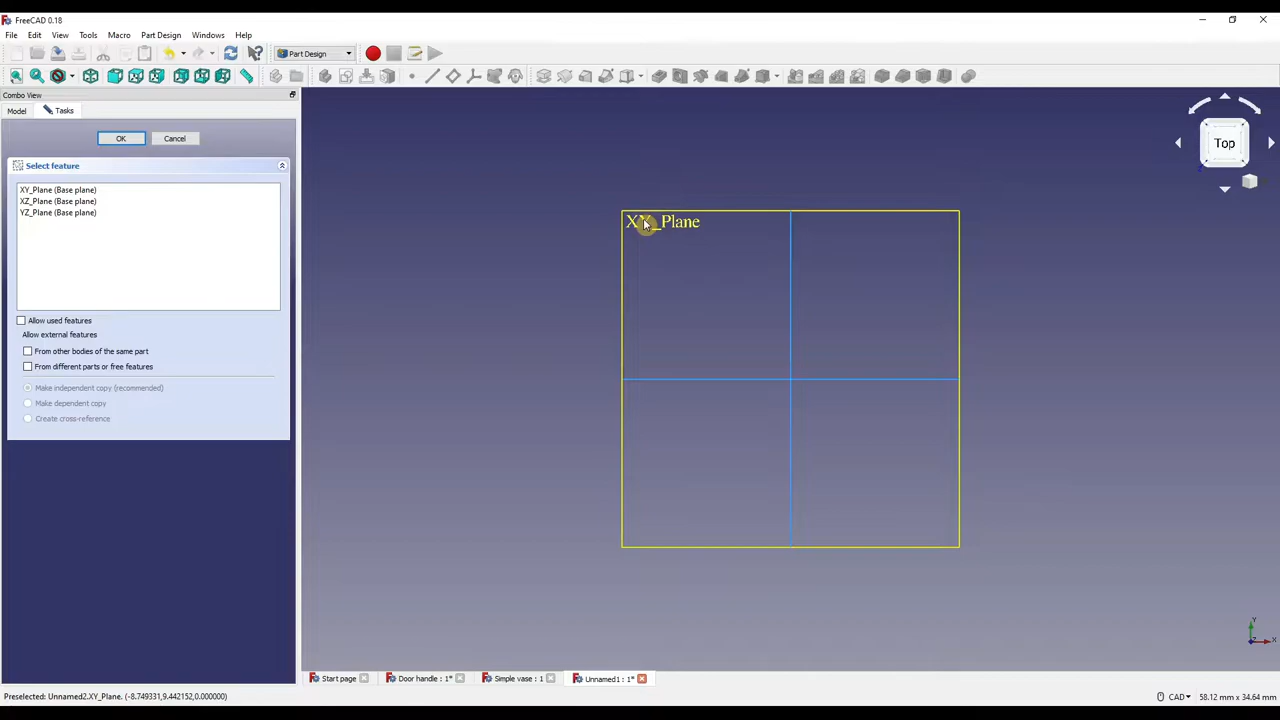 FreeCAD 0.18
File Edit View Tools Macro Part Design Windows Help
Part Design
Combo View
Model Tasks
OK Cancel
Select feature
XY_Plane (Base plane)
XZ_Plane (Base plane)
YZ_Plane (Base plane)
Allow used features
Allow external features
From other bodies of the same part
From different parts or free features
Make independent copy (recommended)
Make dependent copy
Create cross-reference
XY_Plane
Top
Z
Y
X
Start page Door handle : 1* Simple vase : 1 Unnamed1 : 1*
Preselected: Unnamed2.XY_Plane. (-8.749331,9.442152,0.000000) CAD 58.12 mm x 34.64 mm